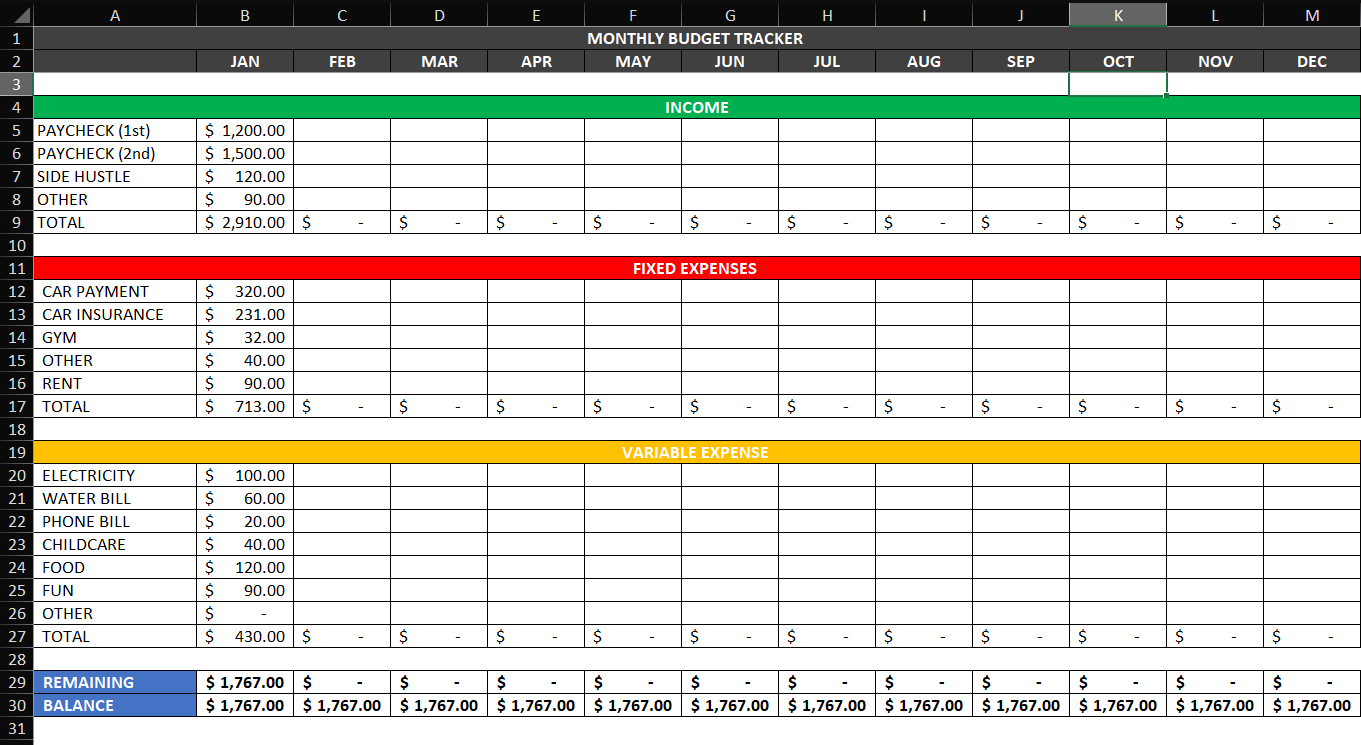 A B C D E F G H I J K L M
1 MONTHLY BUDGET TRACKER
2 JAN FEB MAR APR MAY JUN JUL AUG SEP OCT NOV DEC
3
4 INCOME
5 PAYCHECK (1st) $ 1,200.00
6 PAYCHECK (2nd) $ 1,500.00
7 SIDE HUSTLE $ 120.00
8 OTHER $ 90.00
9 TOTAL $ 2,910.00 $ - $ - $ - $ - $ - $ - $ - $ - $ - $ - $ -
10
11 FIXED EXPENSES
12 CAR PAYMENT $ 320.00
13 CAR INSURANCE $ 231.00
14 GYM $ 32.00
15 OTHER $ 40.00
16 RENT $ 90.00
17 TOTAL $ 713.00 $ - $ - $ - $ - $ - $ - $ - $ - $ - $ - $ -
18
19 VARIABLE EXPENSE
20 ELECTRICITY $ 100.00
21 WATER BILL $ 60.00
22 PHONE BILL $ 20.00
23 CHILDCARE $ 40.00
24 FOOD $ 120.00
25 FUN $ 90.00
26 OTHER $ -
27 TOTAL $ 430.00 $ - $ - $ - $ - $ - $ - $ - $ - $ - $ - $ -
28
29 REMAINING $ 1,767.00 $ - $ - $ - $ - $ - $ - $ - $ - $ - $ - $ -
30 BALANCE $ 1,767.00 $ 1,767.00 $ 1,767.00 $ 1,767.00 $ 1,767.00 $ 1,767.00 $ 1,767.00 $ 1,767.00 $ 1,767.00 $ 1,767.00 $ 1,767.00 $ 1,767.00
31